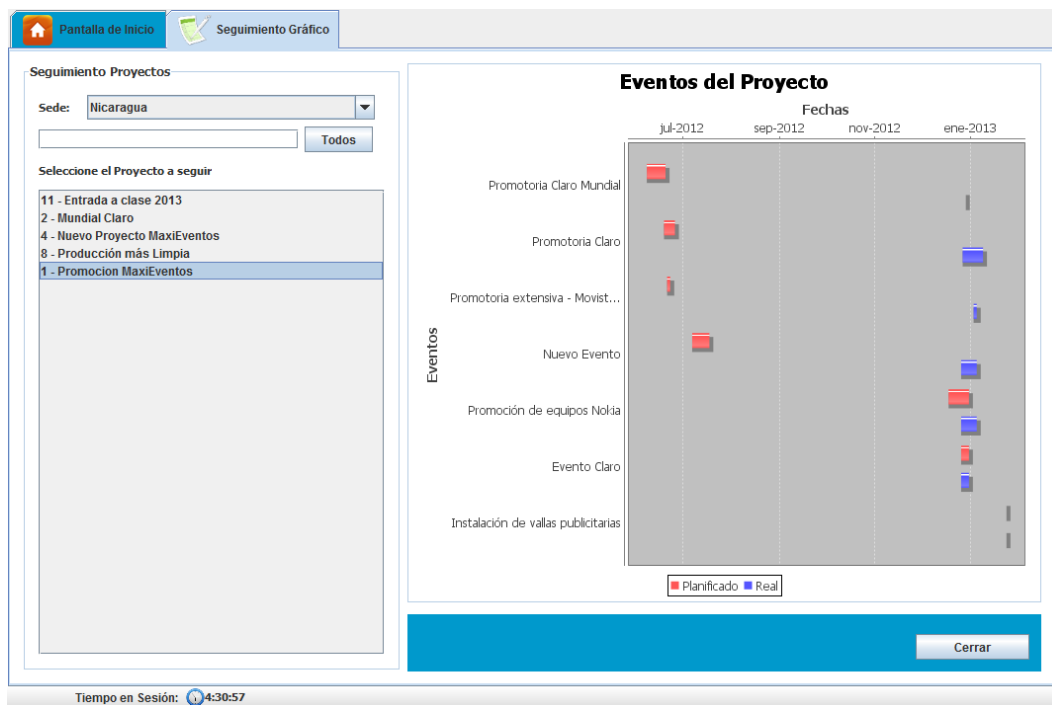 Pantalla de Inicio
Seguimiento Gráfico
Seguimiento Proyectos
Sede:
Nicaragua
Todos
Seleccione el Proyecto a seguir
11 - Entrada a clase 2013
2 - Mundial Claro
4 - Nuevo Proyecto MaxiEventos
8 - Producción más Limpia
1 - Promocion MaxiEventos
Eventos del Proyecto
Fechas
jul-2012 sep-2012 nov-2012 ene-2013
Eventos
Promotoria Claro Mundial
Promotoria Claro
Promotoria extensiva - Movist...
Nuevo Evento
Promoción de equipos Nokia
Evento Claro
Instalación de vallas publicitarias
Planificado Real
Cerrar
Tiempo en Sesión: 4:30:57